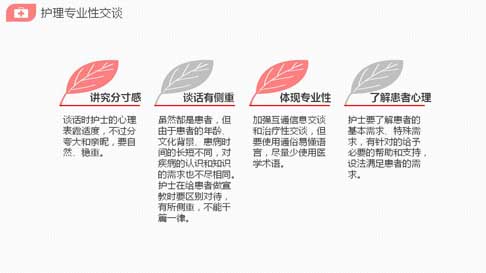 护理专业性交谈
讲究分寸感
谈话时护士的心理
表露适度，不过分
夸大和亲昵，要自
然、稳重。
谈话有侧重
虽然都是患者，但
由于患者的年龄、
文化背景、患病时
间的长短不同，对
疾病的认识和知识
的需求也不尽相同。
护士在给患者做宣
教时要区别对待，
有所侧重，不能千
篇一律。
体现专业性
加强互通信息交谈
和治疗性交谈，但
要使用通俗易懂语
言，尽量少使用医
学术语。
了解患者心理
护士要了解患者的
基本需求、特殊需
求，有针对的给予
必要的帮助和支持，
设法满足患者的需
求。